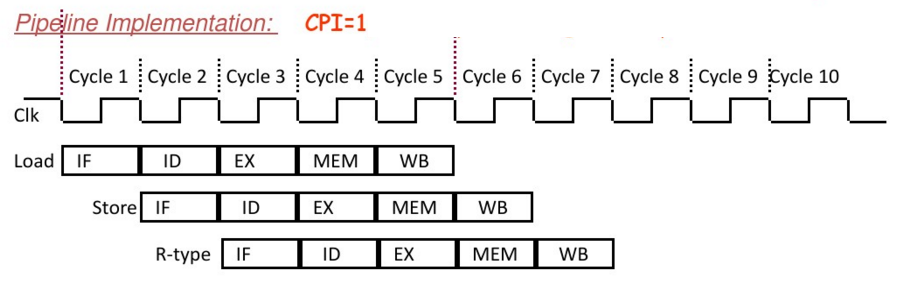 Pipeline Implementation: CPI=1
Cycle 1 Cycle 2 Cycle 3 Cycle 4 Cycle 5 Cycle 6 Cycle 7 Cycle 8 Cycle 9 Cycle 10
Clk
Load IF ID EX MEM WB
Store IF ID EX MEM WB
R-type IF ID EX MEM WB